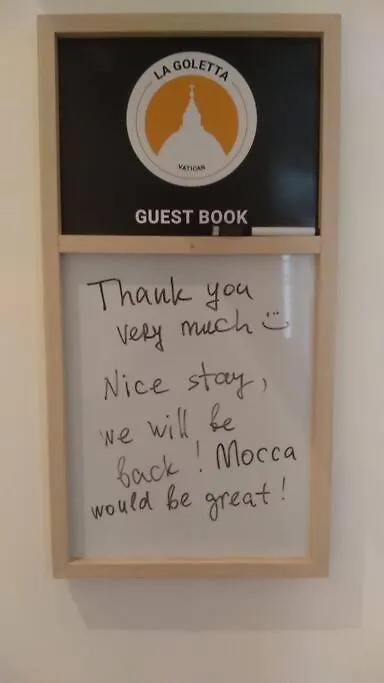 LA GOLETTA
VATICAN
GUEST BOOK
Thank you
very much :)
Nice stay,
we will be
back! Mocca
would be great!